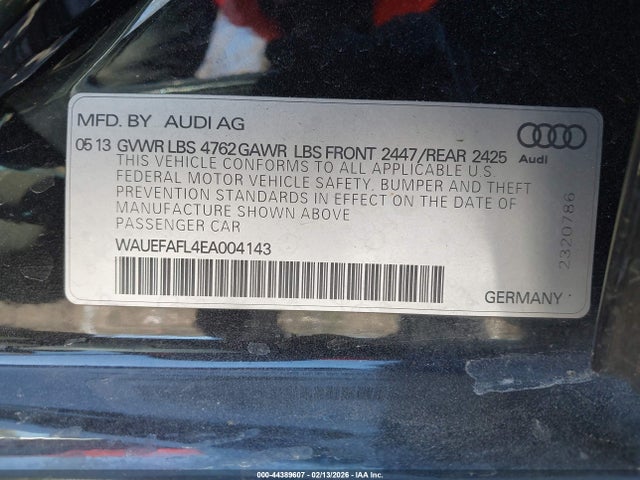 MFD. BY AUDI AG
Audi
05 13 GVWR LBS 4762 GAWR LBS FRONT 2447/REAR 2425
THIS VEHICLE CONFORMS TO ALL APPLICABLE U.S.
FEDERAL MOTOR VEHICLE SAFETY, BUMPER AND THEFT
PREVENTION STANDARDS IN EFFECT ON THE DATE OF
MANUFACTURE SHOWN ABOVE
PASSENGER CAR
WAUEFAFL4EA004143
2320786
GERMANY
000-44389607 - 02/13/2026 - IAA Inc.